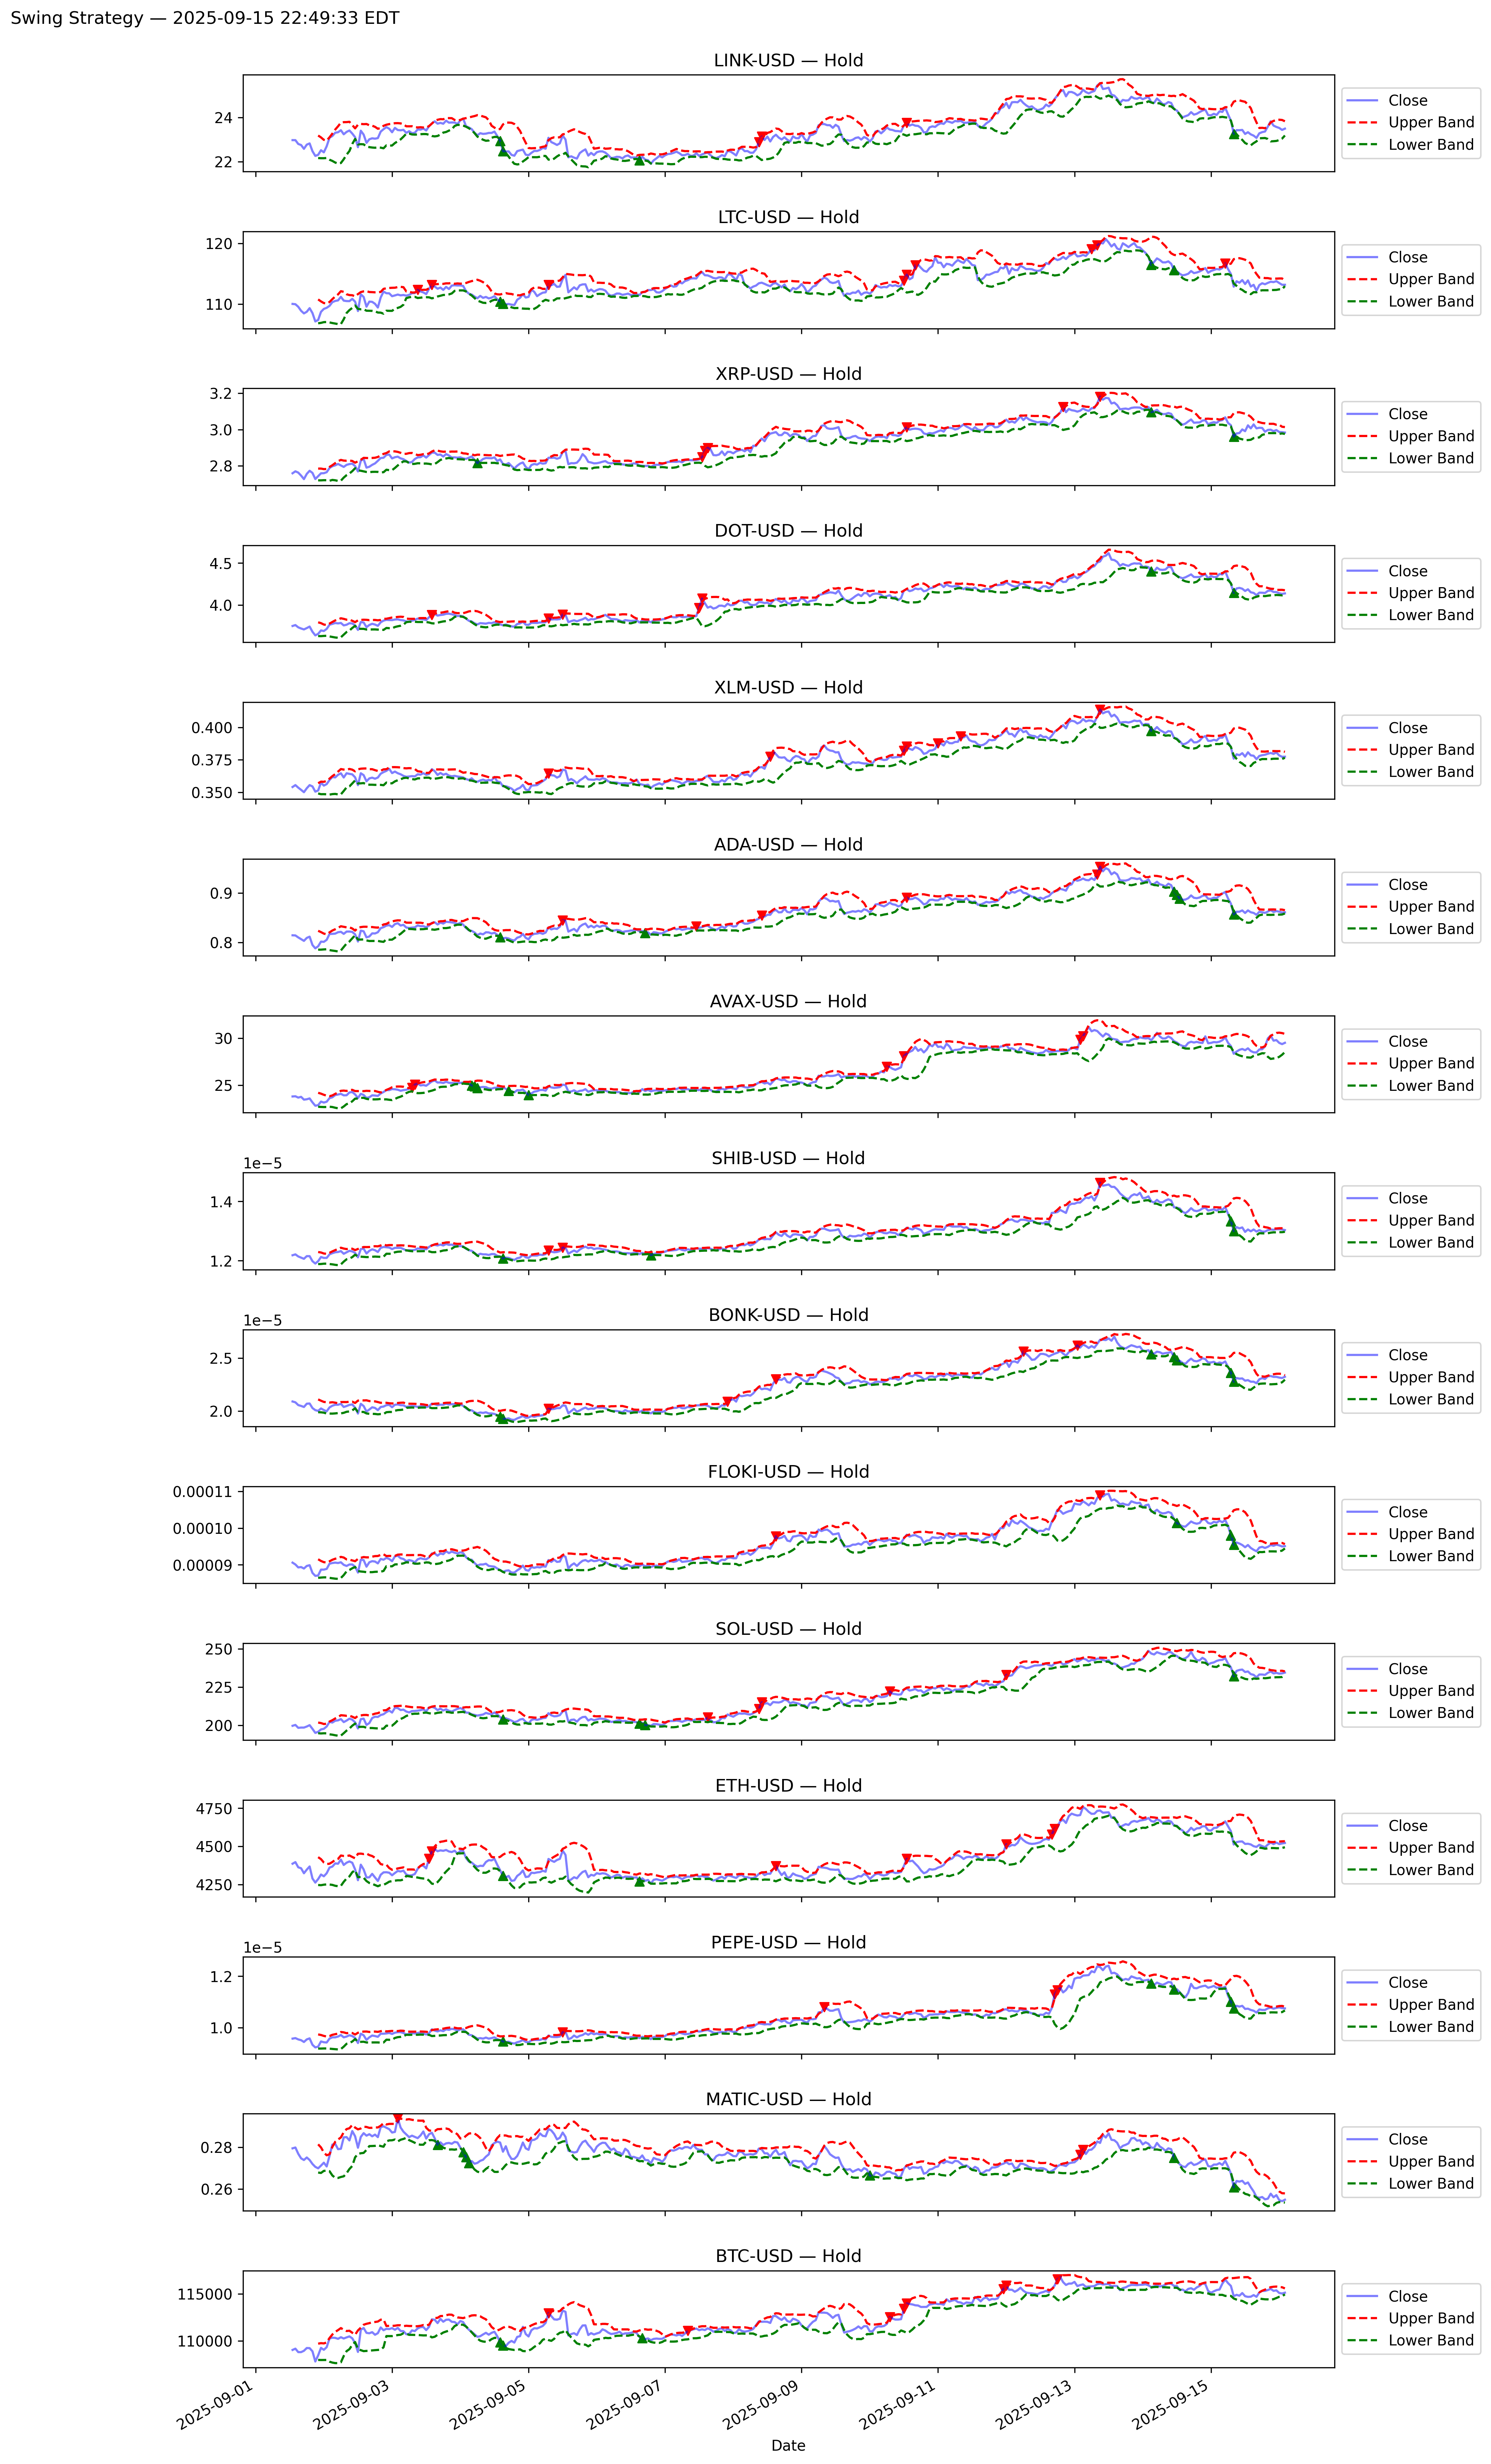 Swing Strategy — 2025-09-15 22:49:33 EDT
LINK-USD — Hold
24
22
Close
Upper Band
Lower Band
LTC-USD — Hold
120
110
Close
Upper Band
Lower Band
XRP-USD — Hold
3.2
3.0
2.8
Close
Upper Band
Lower Band
DOT-USD — Hold
4.5
4.0
Close
Upper Band
Lower Band
XLM-USD — Hold
0.400
0.375
0.350
Close
Upper Band
Lower Band
ADA-USD — Hold
0.9
0.8
Close
Upper Band
Lower Band
AVAX-USD — Hold
30
25
Close
Upper Band
Lower Band
SHIB-USD — Hold
1e−5
1.4
1.2
Close
Upper Band
Lower Band
BONK-USD — Hold
1e−5
2.5
2.0
Close
Upper Band
Lower Band
FLOKI-USD — Hold
0.00011
0.00010
0.00009
Close
Upper Band
Lower Band
SOL-USD — Hold
250
225
200
Close
Upper Band
Lower Band
ETH-USD — Hold
4750
4500
4250
Close
Upper Band
Lower Band
PEPE-USD — Hold
1e−5
1.2
1.0
Close
Upper Band
Lower Band
MATIC-USD — Hold
0.28
0.26
Close
Upper Band
Lower Band
BTC-USD — Hold
115000
110000
Close
Upper Band
Lower Band
2025-09-01
2025-09-03
2025-09-05
2025-09-07
2025-09-09
2025-09-11
2025-09-13
2025-09-15
Date